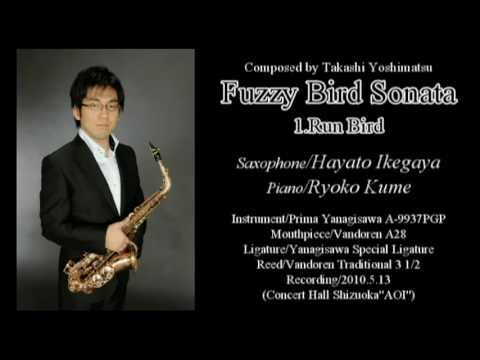 Composed by Takashi Yoshimatsu
Fuzzy Bird Sonata
1.Run Bird
Saxophone/Hayato Ikegaya
Piano/Ryoko Kume
Instrument/Prima Yanagisawa A-9937PGP
Mouthpiece/Vandoren A28
Ligature/Yanagisawa Special Ligature
Reed/Vandoren Traditional 3 1/2
Recording/2010.5.13
(Concert Hall Shizuoka"AOI")